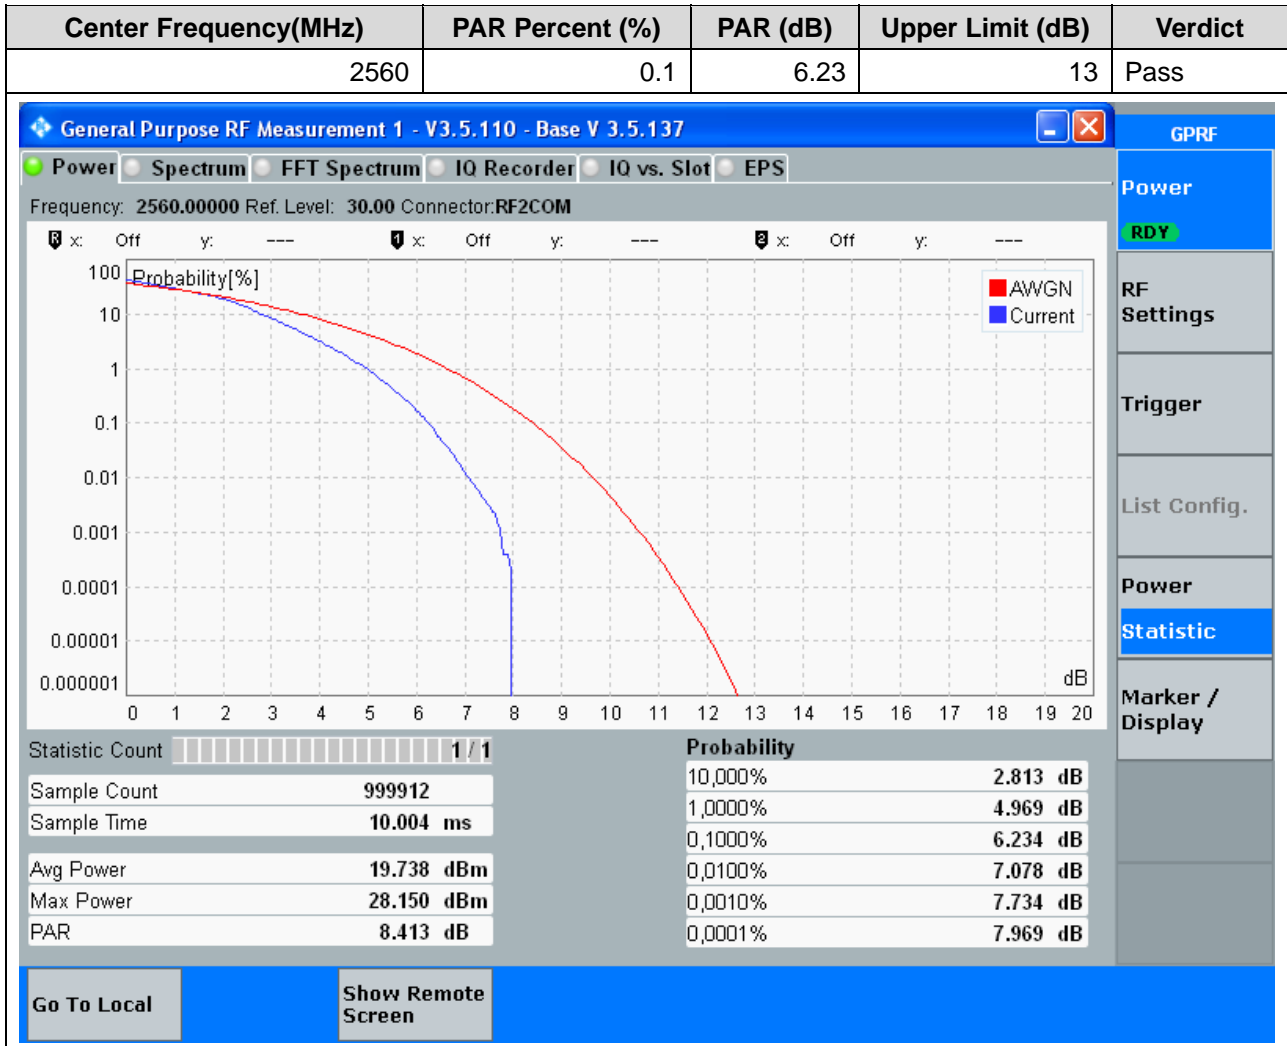 Center Frequency(MHz) PAR Percent (%) PAR (dB) Upper Limit (dB) Verdict
2560 0.1 6.23 13 Pass
General Purpose RF Measurement 1 - V3.5.110 - Base V 3.5.137
GPRF
Power Spectrum FFT Spectrum IQ Recorder IQ vs. Slot EPS
Frequency: 2560.00000 Ref. Level: 30.00 Connector:RF2COM
R x: Off y: --- 1 x: Off y: --- 2 x: Off y: ---
Probability[%]
AWGN
Current
100
10
1
0.1
0.01
0.001
0.0001
0.00001
0.000001
dB
0 1 2 3 4 5 6 7 8 9 10 11 12 13 14 15 16 17 18 19 20
Statistic Count 1 / 1
Sample Count 999912
Sample Time 10.004 ms
Avg Power 19.738 dBm
Max Power 28.150 dBm
PAR 8.413 dB
Probability
10,000% 2.813 dB
1,0000% 4.969 dB
0,1000% 6.234 dB
0,0100% 7.078 dB
0,0010% 7.734 dB
0,0001% 7.969 dB
Power
RDY
RF
Settings
Trigger
List Config.
Power
Statistic
Marker /
Display
Go To Local
Show Remote
Screen